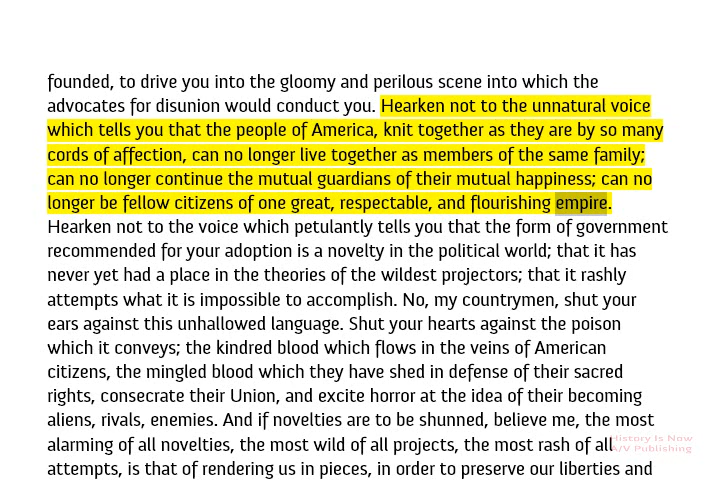 founded, to drive you into the gloomy and perilous scene into which the
advocates for disunion would conduct you. Hearken not to the unnatural voice
which tells you that the people of America, knit together as they are by so many
cords of affection, can no longer live together as members of the same family;
can no longer continue the mutual guardians of their mutual happiness; can no
longer be fellow citizens of one great, respectable, and flourishing empire.
Hearken not to the voice which petulantly tells you that the form of government
recommended for your adoption is a novelty in the political world; that it has
never yet had a place in the theories of the wildest projectors; that it rashly
attempts what it is impossible to accomplish. No, my countrymen, shut your
ears against this unhallowed language. Shut your hearts against the poison
which it conveys; the kindred blood which flows in the veins of American
citizens, the mingled blood which they have shed in defense of their sacred
rights, consecrate their Union, and excite horror at the idea of their becoming
aliens, rivals, enemies. And if novelties are to be shunned, believe me, the most
alarming of all novelties, the most wild of all projects, the most rash of all
attempts, is that of rendering us in pieces, in order to preserve our liberties and
History Is Now
A/V Publishing